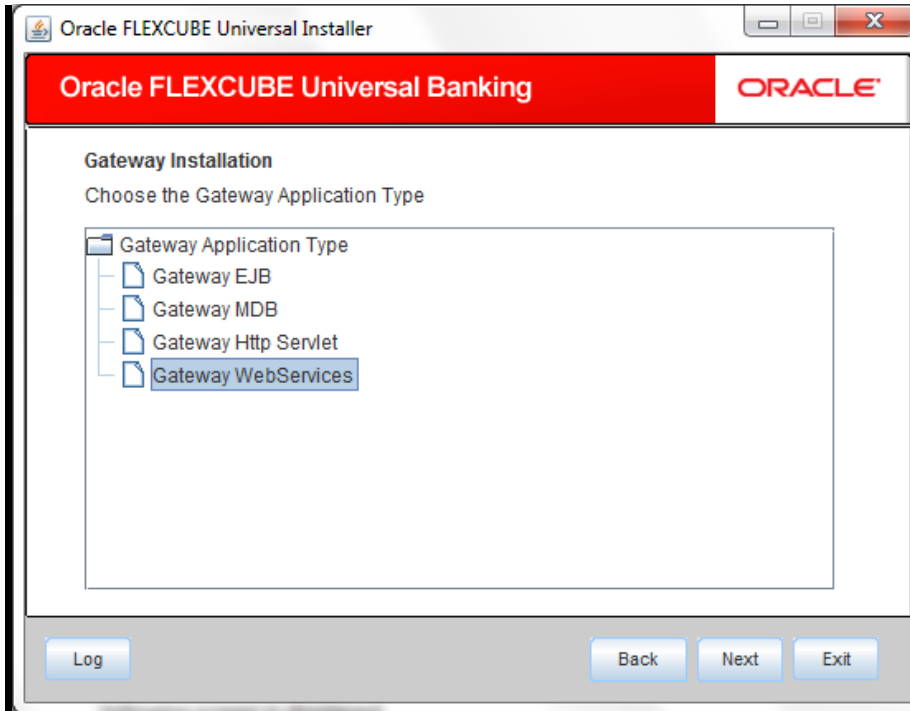 Oracle FLEXCUBE Universal Installer
Oracle FLEXCUBE Universal Banking
ORACLE
Gateway Installation
Choose the Gateway Application Type
Gateway Application Type
Gateway EJB
Gateway MDB
Gateway Http Servlet
Gateway WebServices
Log
Back
Next
Exit